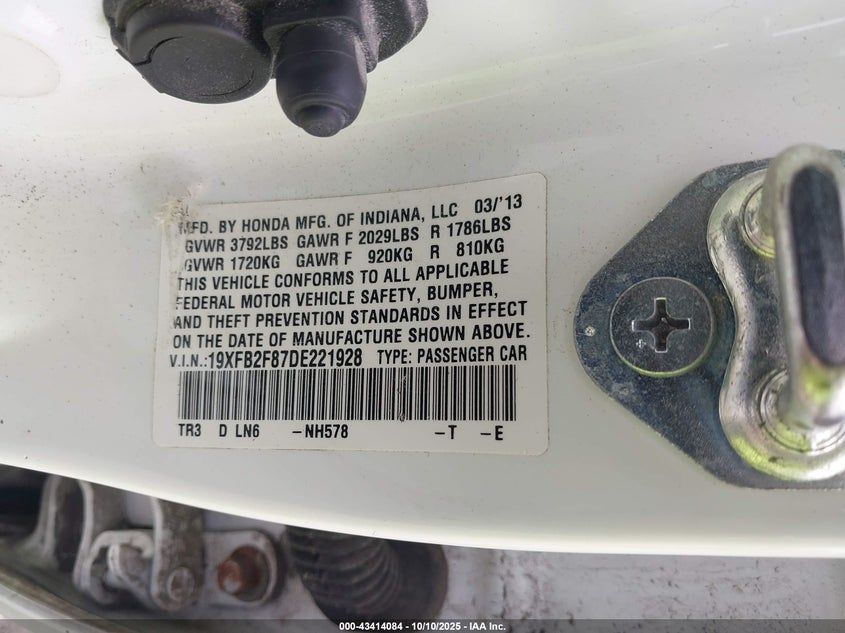 MFD. BY HONDA MFG. OF INDIANA, LLC 03/'13
GVWR 3792LBS GAWR F 2029LBS R 1786LBS
GVWR 1720KG GAWR F 920KG R 810KG
THIS VEHICLE CONFORMS TO ALL APPLICABLE
FEDERAL MOTOR VEHICLE SAFETY, BUMPER,
AND THEFT PREVENTION STANDARDS IN EFFECT
ON THE DATE OF MANUFACTURE SHOWN ABOVE.
V.I.N.:19XFB2F87DE221928 TYPE: PASSENGER CAR
TR3 D LN6 -NH578 -T -E
000-43414084 - 10/10/2025 - IAA Inc.